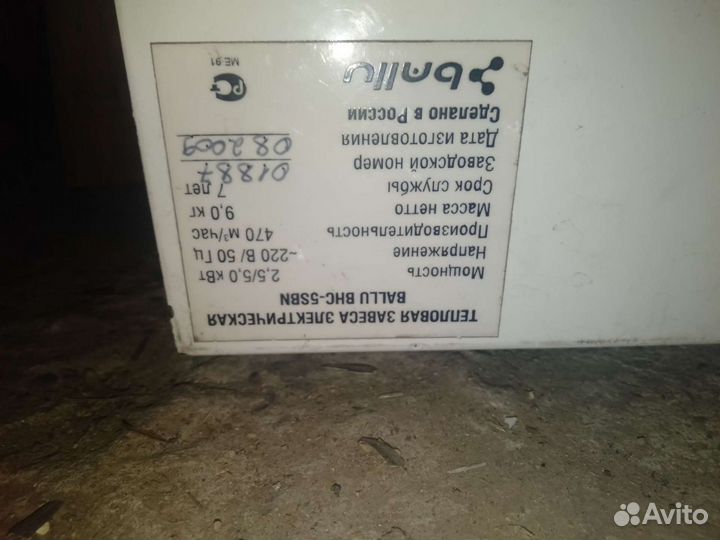 ТЕПЛОВАЯ ЗАВЕСА ЭЛЕКТРИЧЕСКАЯ
BALLU BHC-5SBN
Мощность 2,5/5,0 кВт
Напряжение ~220 В/ 50 Гц
Производительность 470 м³/час
Масса нетто 9,0 кг
Срок службы 7 лет
Заводской номер 01887
Дата изготовления 08 2009
Сделано в России
ballu
РСТ
МЕ 91
Avito